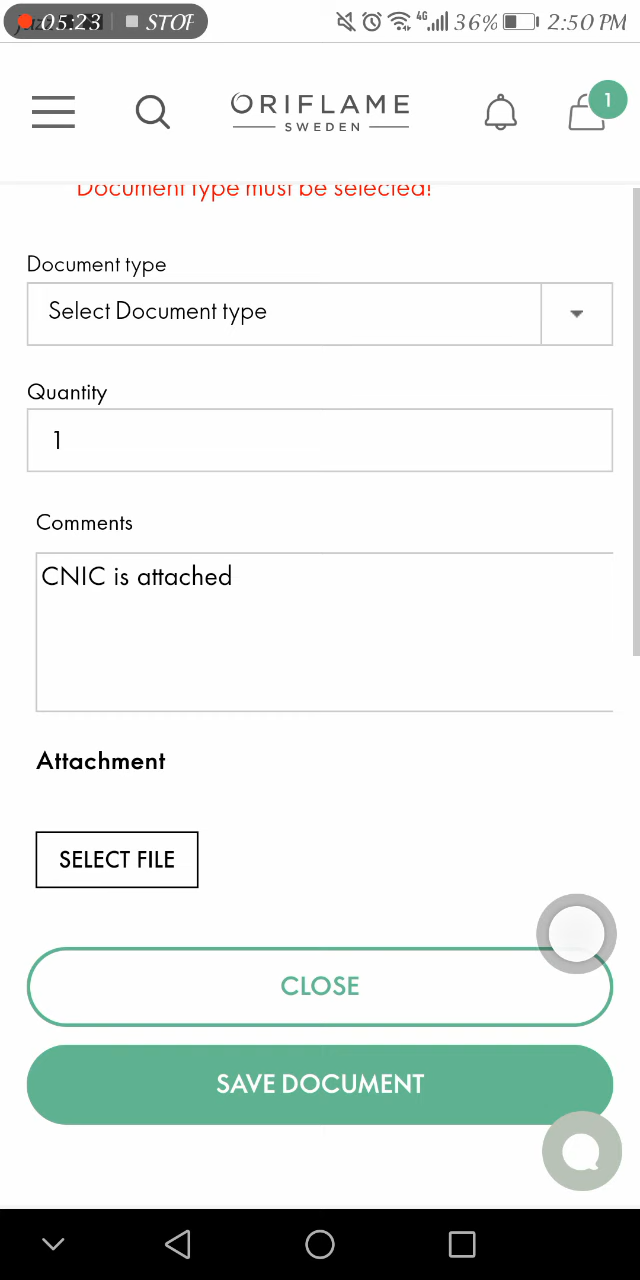 05:23 STOP 4G 36% 2:50 PM
ORIFLAME
SWEDEN
1
Document type must be selected!
Document type
Select Document type
Quantity
1
Comments
CNIC is attached
Attachment
SELECT FILE
CLOSE
SAVE DOCUMENT